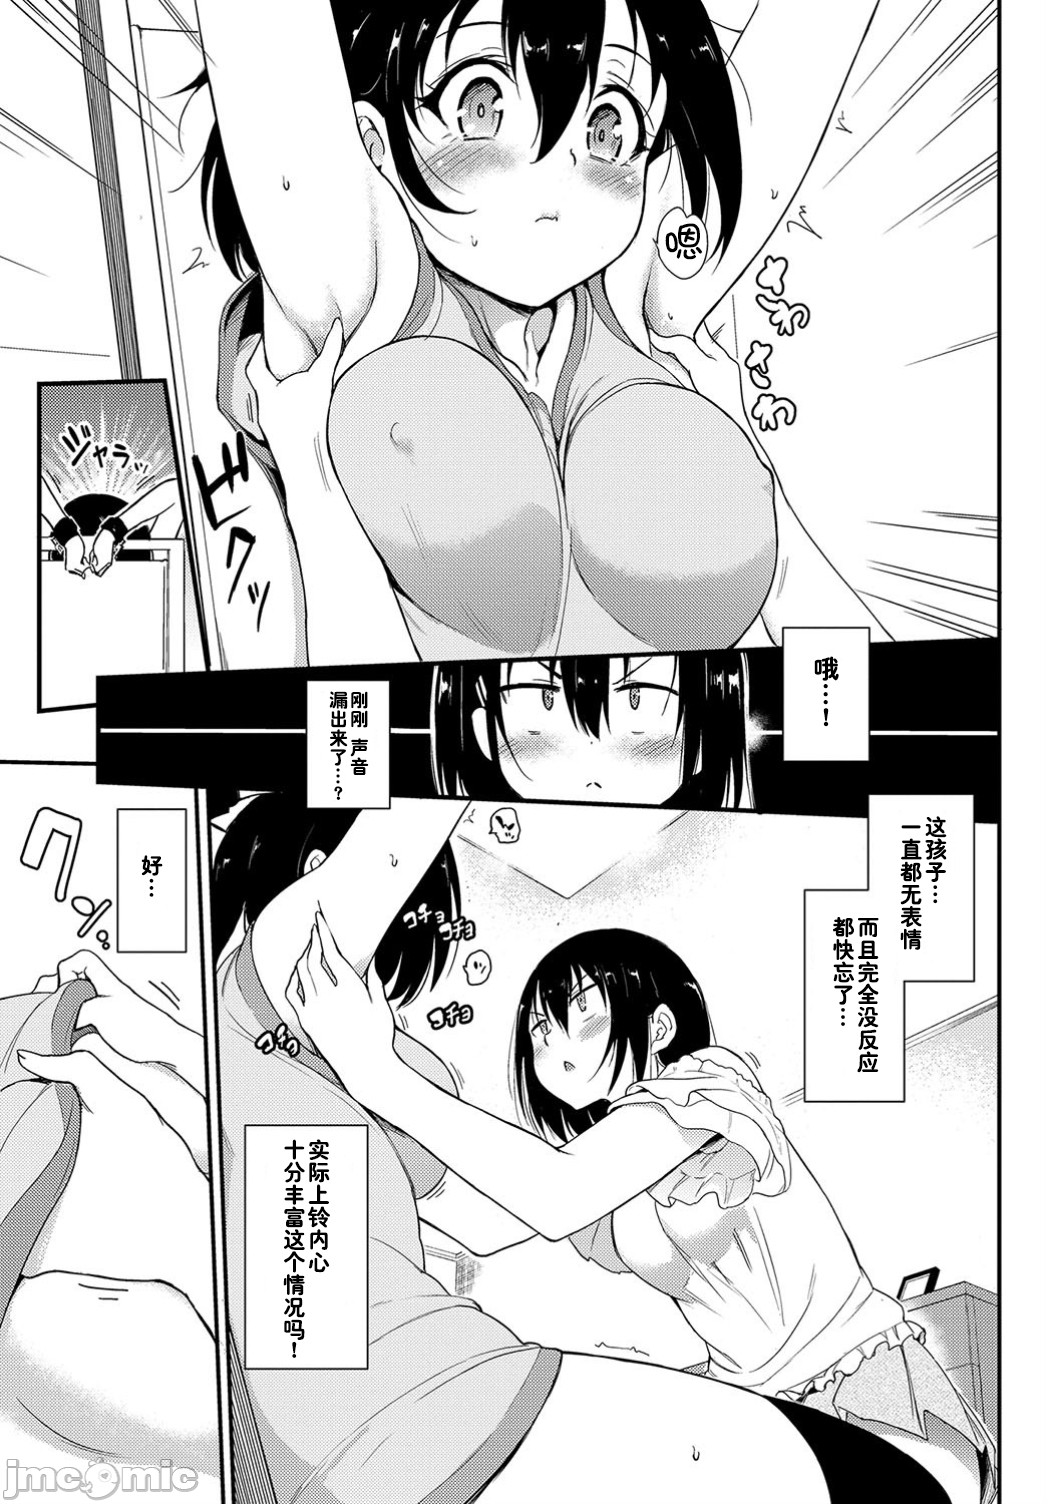 嗯
さわ
さわ
さわ
ドクッ
ジャラッ
哦…！
刚刚 声音
漏出来了…？
这孩子…
一直都无表情
而且完全没反应
都快忘了…
コチョ
コチョ
コチョ
コチョ
好…
实际上铃内心
十分丰富这个情况吗！
jmcomic